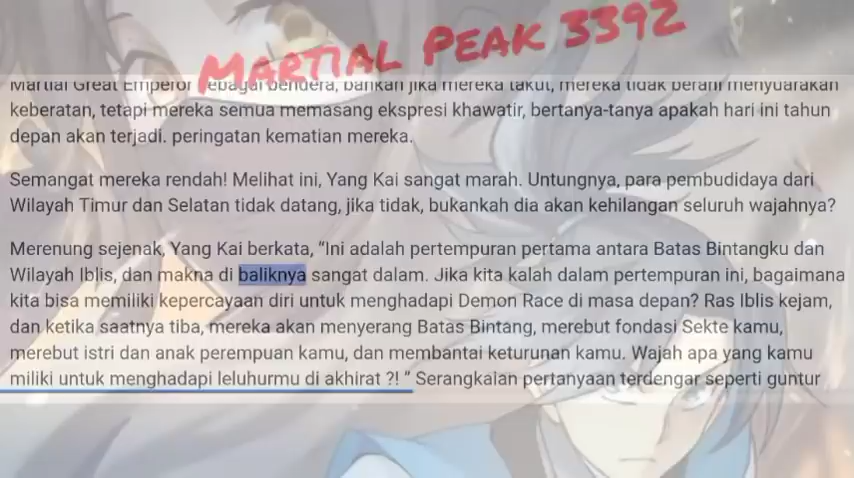 MARTIAL PEAK 3392
Martial Great Emperor sebagai bendera, bahkan jika mereka takut, mereka tidak berani menyuarakan
keberatan, tetapi mereka semua memasang ekspresi khawatir, bertanya-tanya apakah hari ini tahun
depan akan terjadi. peringatan kematian mereka.
Semangat mereka rendah! Melihat ini, Yang Kai sangat marah. Untungnya, para pembudidaya dari
Wilayah Timur dan Selatan tidak datang, jika tidak, bukankah dia akan kehilangan seluruh wajahnya?
Merenung sejenak, Yang Kai berkata, “Ini adalah pertempuran pertama antara Batas Bintangku dan
Wilayah Iblis, dan makna di baliknya sangat dalam. Jika kita kalah dalam pertempuran ini, bagaimana
kita bisa memiliki kepercayaan diri untuk menghadapi Demon Race di masa depan? Ras Iblis kejam,
dan ketika saatnya tiba, mereka akan menyerang Batas Bintang, merebut fondasi Sekte kamu,
merebut istri dan anak perempuan kamu, dan membantai keturunan kamu. Wajah apa yang kamu
miliki untuk menghadapi leluhurmu di akhirat ?! ” Serangkaian pertanyaan terdengar seperti guntur